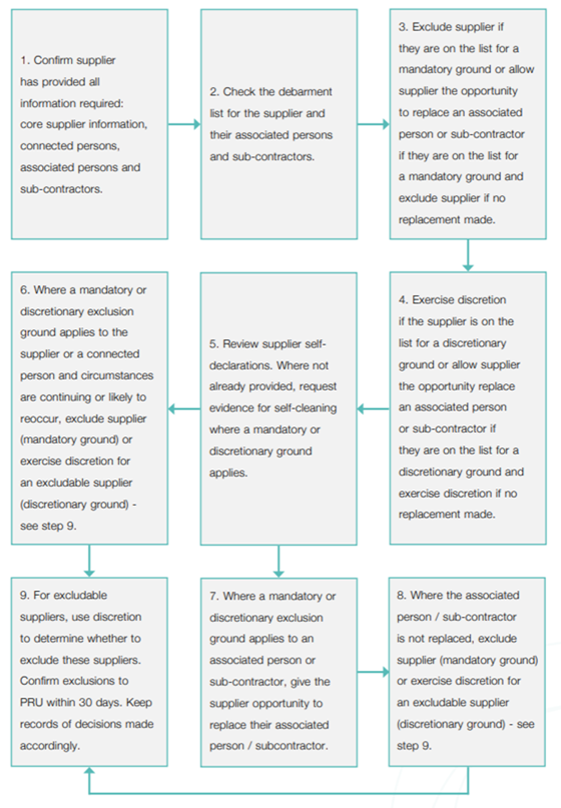 1. Confirm supplier
has provided all
information required:
core supplier information,
connected persons,
associated persons and
sub-contractors.
2. Check the debarment
list for the supplier and
their associated persons
and sub-contractors.
3. Exclude supplier if
they are on the list for a
mandatory ground or allow
supplier the opportunity
to replace an associated
person or sub-contractor
if they are on the list for
a mandatory ground and
exclude supplier if no
replacement made.
4. Exercise discretion
if the supplier is on the
list for a discretionary
ground or allow supplier
the opportunity replace
an associated person
or sub-contractor if
they are on the list for a
discretionary ground and
exercise discretion if no
replacement made.
5. Review supplier self-
declarations. Where not
already provided, request
evidence for self-cleaning
where a mandatory or
discretionary ground
applies.
6. Where a mandatory or
discretionary exclusion
ground applies to the
supplier or a connected
person and circumstances
are continuing or likely to
reoccur, exclude supplier
(mandatory ground) or
exercise discretion for
an excludable supplier
(discretionary ground) -
see step 9.
7. Where a mandatory or
discretionary exclusion
ground applies to an
associated person or
sub-contractor, give the
supplier opportunity to
replace their associated
person / subcontractor.
8. Where the associated
person / sub-contractor
is not replaced, exclude
supplier (mandatory ground)
or exercise discretion for
an excludable supplier
(discretionary ground) - see
step 9.
9. For excludable
suppliers, use discretion
to determine whether to
exclude these suppliers.
Confirm exclusions to
PRU within 30 days. Keep
records of decisions made
accordingly.